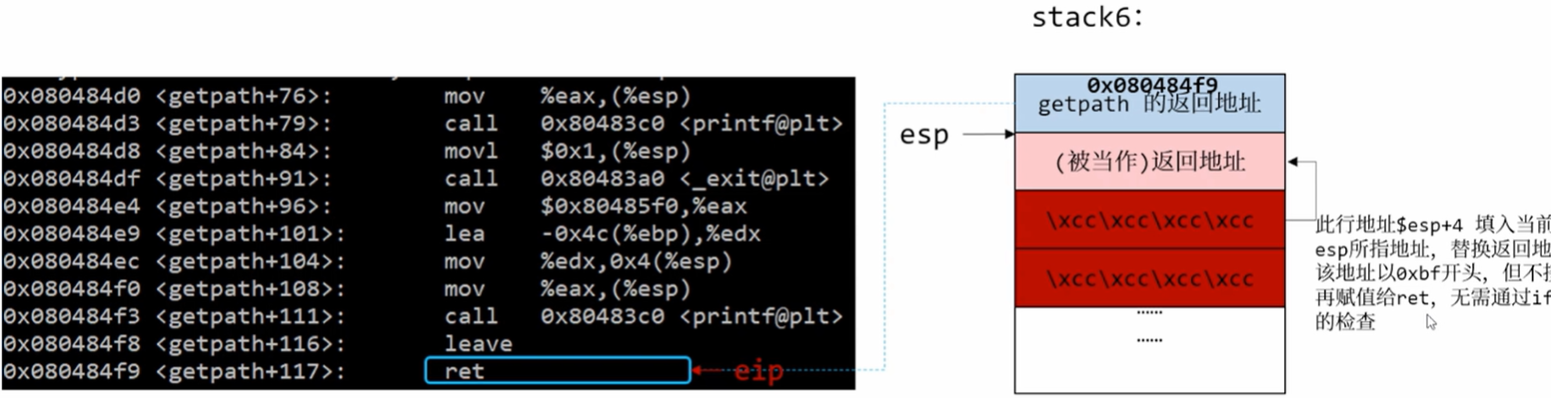 stack6:
0x080484d0 <getpath+76>: mov %eax,(%esp)
0x080484d3 <getpath+79>: call 0x80483c0 <printf@plt>
0x080484d8 <getpath+84>: movl $0x1,(%esp)
0x080484df <getpath+91>: call 0x80483a0 <_exit@plt>
0x080484e4 <getpath+96>: mov $0x80485f0,%eax
0x080484e9 <getpath+101>: lea -0x4c(%ebp),%edx
0x080484ec <getpath+104>: mov %edx,0x4(%esp)
0x080484f0 <getpath+108>: mov %eax,(%esp)
0x080484f3 <getpath+111>: call 0x80483c0 <printf@plt>
0x080484f8 <getpath+116>: leave
0x080484f9 <getpath+117>: ret
eip
esp
0x080484f9
getpath 的返回地址
(被当作)返回地址
\xcc\xcc\xcc\xcc
\xcc\xcc\xcc\xcc
……
……
此行地址$esp+4 填入当前
esp所指地址，替换返回地
该地址以0xbf开头，但不
再赋值给ret，无需通过if
的检查